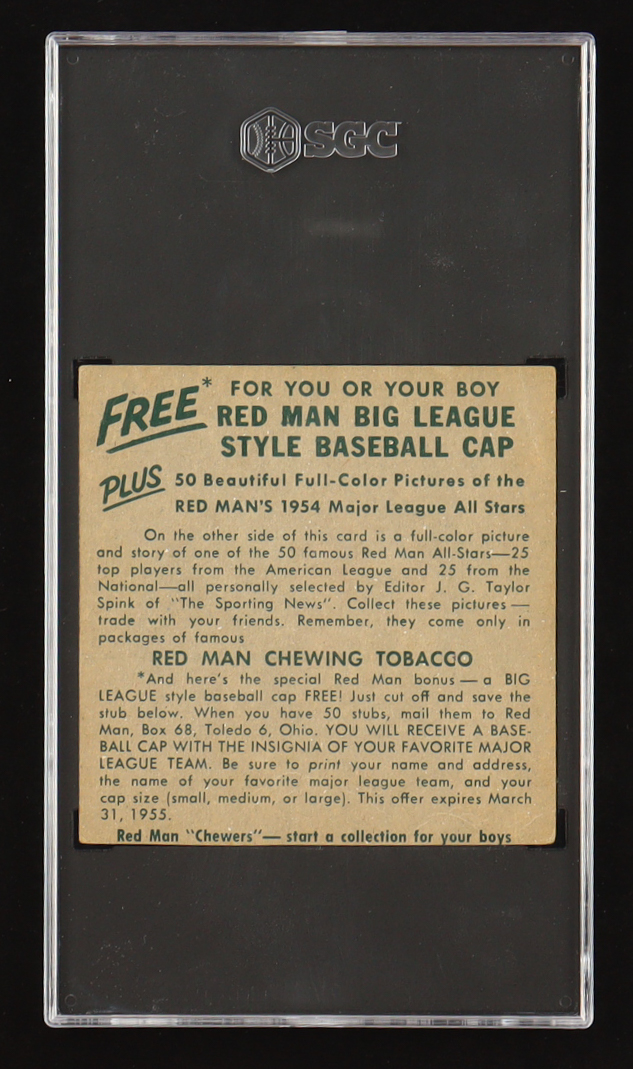 SGC
FREE* FOR YOU OR YOUR BOY
RED MAN BIG LEAGUE
STYLE BASEBALL CAP
PLUS 50 Beautiful Full-Color Pictures of the
RED MAN'S 1954 Major League All Stars
On the other side of this card is a full-color picture
and story of one of the 50 famous Red Man All-Stars—25
top players from the American League and 25 from the
National—all personally selected by Editor J. G. Taylor
Spink of "The Sporting News". Collect these pictures —
trade with your friends. Remember, they come only in
packages of famous
RED MAN CHEWING TOBACCO
*And here's the special Red Man bonus — a BIG
LEAGUE style baseball cap FREE! Just cut off and save the
stub below. When you have 50 stubs, mail them to Red
Man, Box 68, Toledo 6, Ohio. YOU WILL RECEIVE A BASE-
BALL CAP WITH THE INSIGNIA OF YOUR FAVORITE MAJOR
LEAGUE TEAM. Be sure to print your name and address,
the name of your favorite major league team, and your
cap size (small, medium, or large). This offer expires March
31, 1955.
Red Man "Chewers"— start a collection for your boys